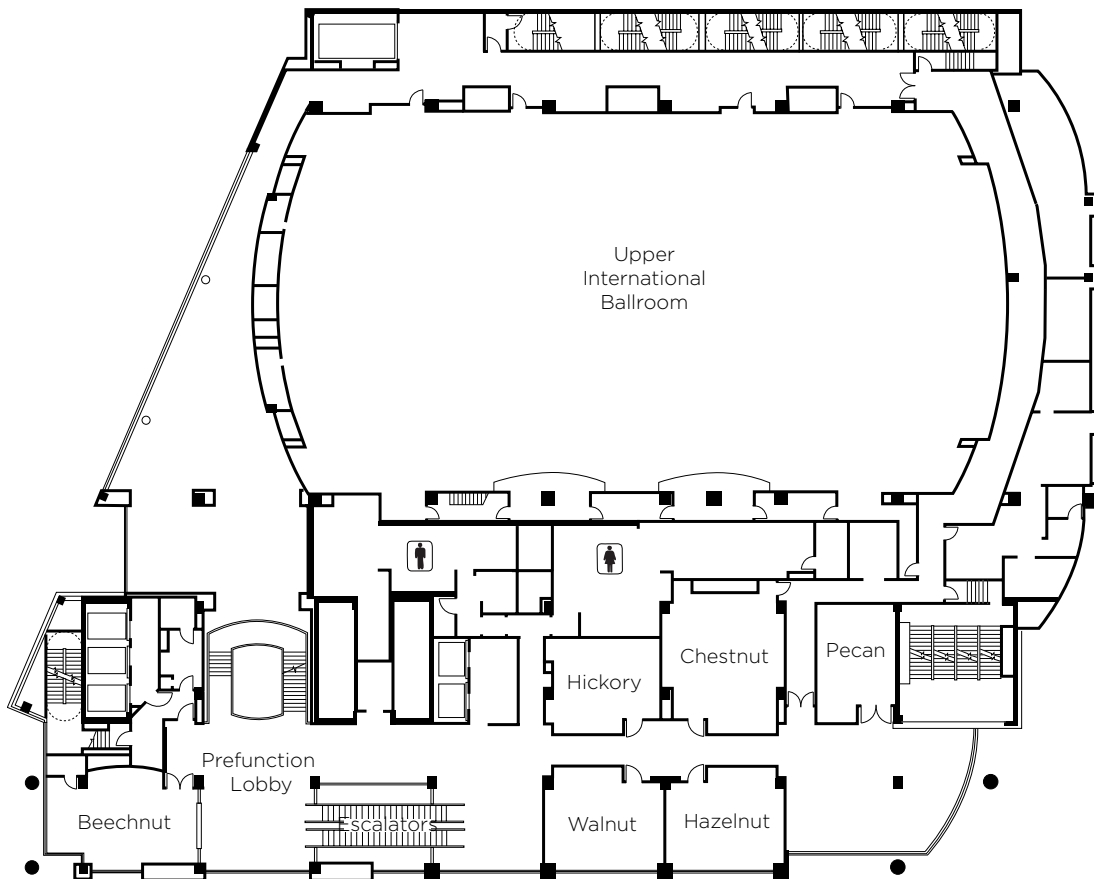 Upper
International
Ballroom
Chestnut
Pecan
Hickory
Prefunction
Lobby
Beechnut
Escalators
Walnut
Hazelnut